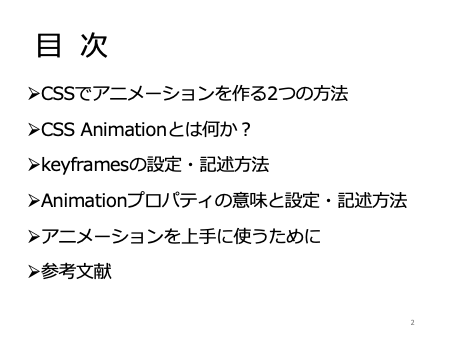 目 次
➢CSSでアニメーションを作る2つの方法
➢CSS Animationとは何か？
➢keyframesの設定・記述方法
➢Animationプロパティの意味と設定・記述方法
➢アニメーションを上手に使うために
➢参考文献
2